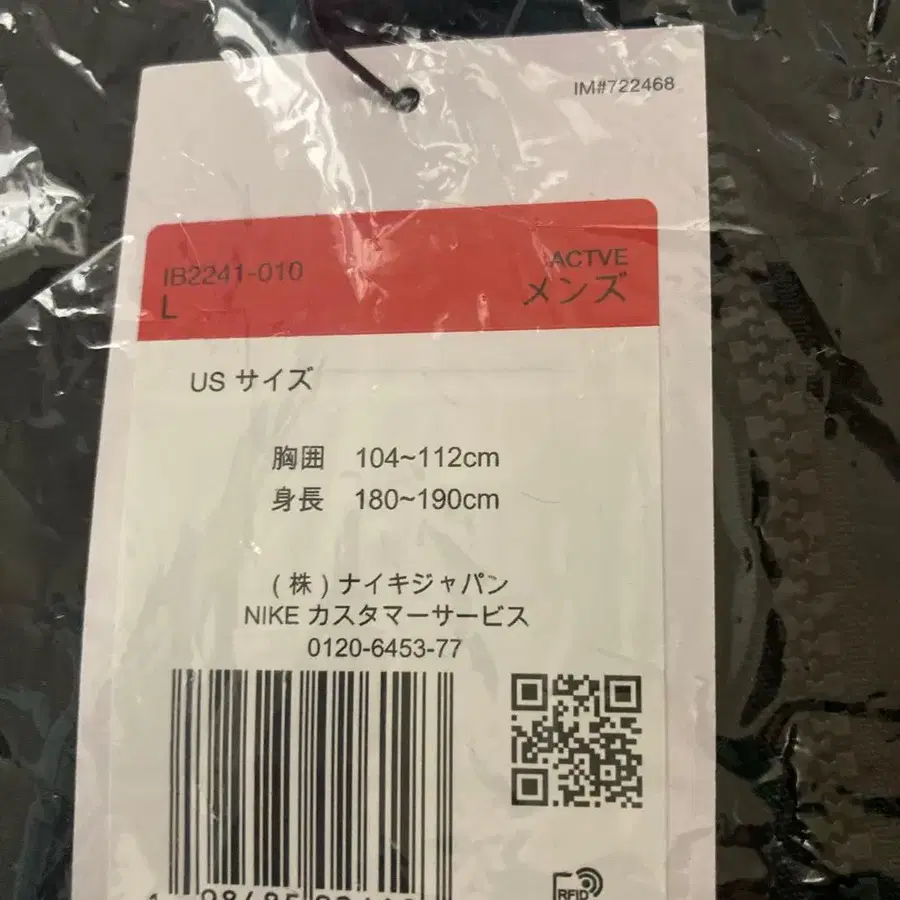 IM#722468
IB2241-010
ACTVE
L
メンズ
US サイズ
胸囲 104~112cm
身長 180~190cm
(株)ナイキジャパン
NIKE カスタマーサービス
0120-6453-77
RFID